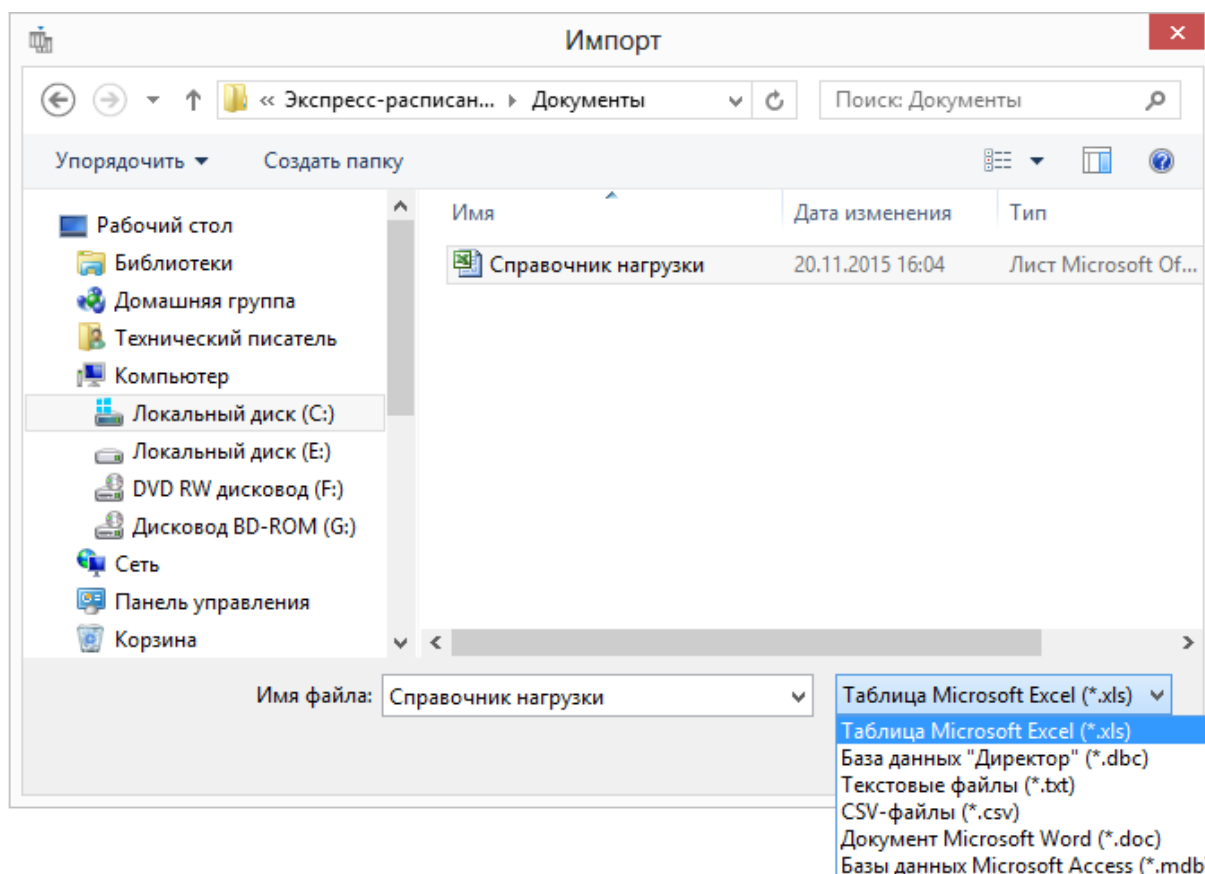 Импорт
« Экспресс-расписан... Документы
Поиск: Документы
Упорядочить
Создать папку
Имя
Дата изменения
Тип
Справочник нагрузки
20.11.2015 16:04
Лист Microsoft Of...
Рабочий стол
Библиотеки
Домашняя группа
Технический писатель
Компьютер
Локальный диск (C:)
Локальный диск (E:)
DVD RW дисковод (F:)
Дисковод BD-ROM (G:)
Сеть
Панель управления
Корзина
Имя файла: Справочник нагрузки
Таблица Microsoft Excel (*.xls)
Таблица Microsoft Excel (*.xls)
База данных "Директор" (*.dbc)
Текстовые файлы (*.txt)
CSV-файлы (*.csv)
Документ Microsoft Word (*.doc)
Базы данных Microsoft Access (*.mdb